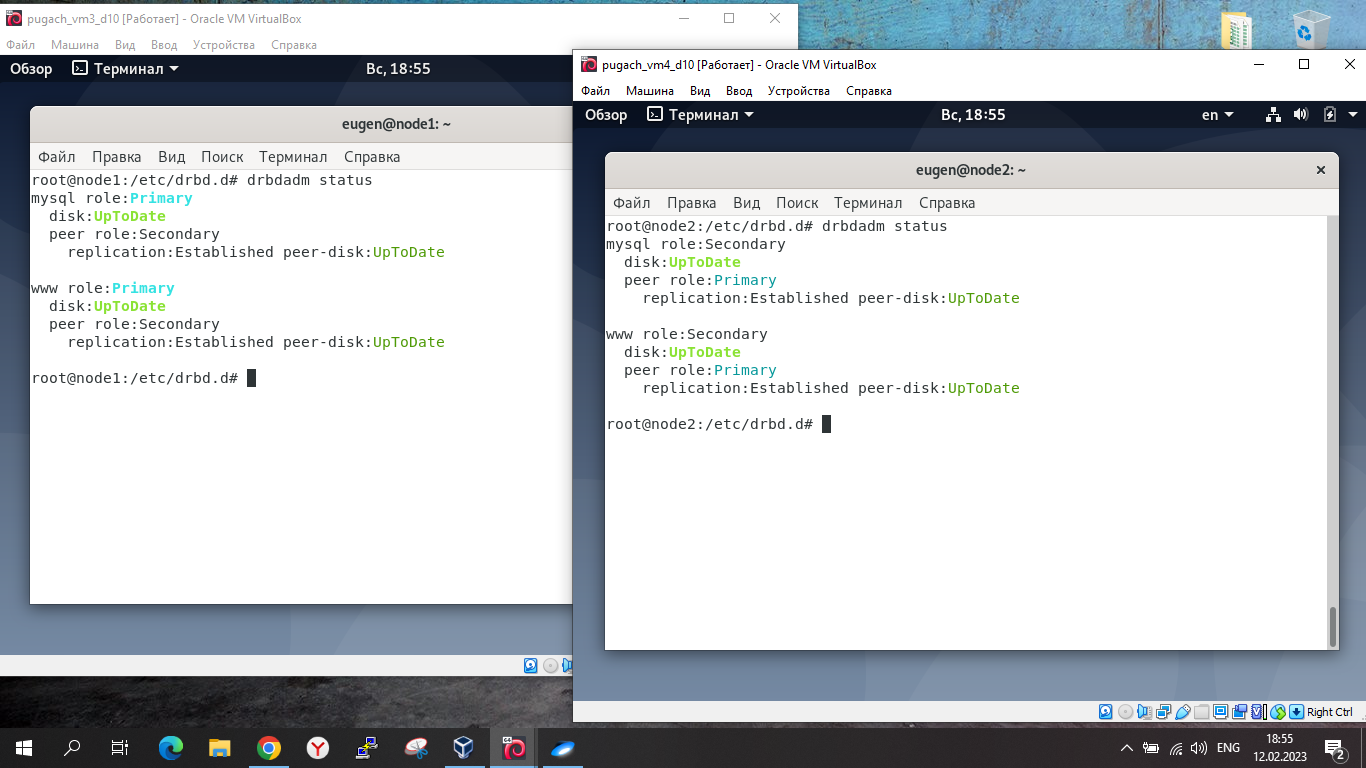 pugach_vm3_d10 [Работает] - Oracle VM VirtualBox
Файл Машина Вид Ввод Устройства Справка
Обзор Терминал Вс, 18:55
eugen@node1: ~
Файл Правка Вид Поиск Терминал Справка
root@node1:/etc/drbd.d# drbdadm status
mysql role:Primary
disk:UpToDate
peer role:Secondary
replication:Established peer-disk:UpToDate
www role:Primary
disk:UpToDate
peer role:Secondary
replication:Established peer-disk:UpToDate
root@node1:/etc/drbd.d#
pugach_vm4_d10 [Работает] - Oracle VM VirtualBox
Файл Машина Вид Ввод Устройства Справка
Обзор Терминал Вс, 18:55 en
eugen@node2: ~
Файл Правка Вид Поиск Терминал Справка
root@node2:/etc/drbd.d# drbdadm status
mysql role:Secondary
disk:UpToDate
peer role:Primary
replication:Established peer-disk:UpToDate
www role:Secondary
disk:UpToDate
peer role:Primary
replication:Established peer-disk:UpToDate
root@node2:/etc/drbd.d#
Right Ctrl
64
ENG
18:55
12.02.2023
2